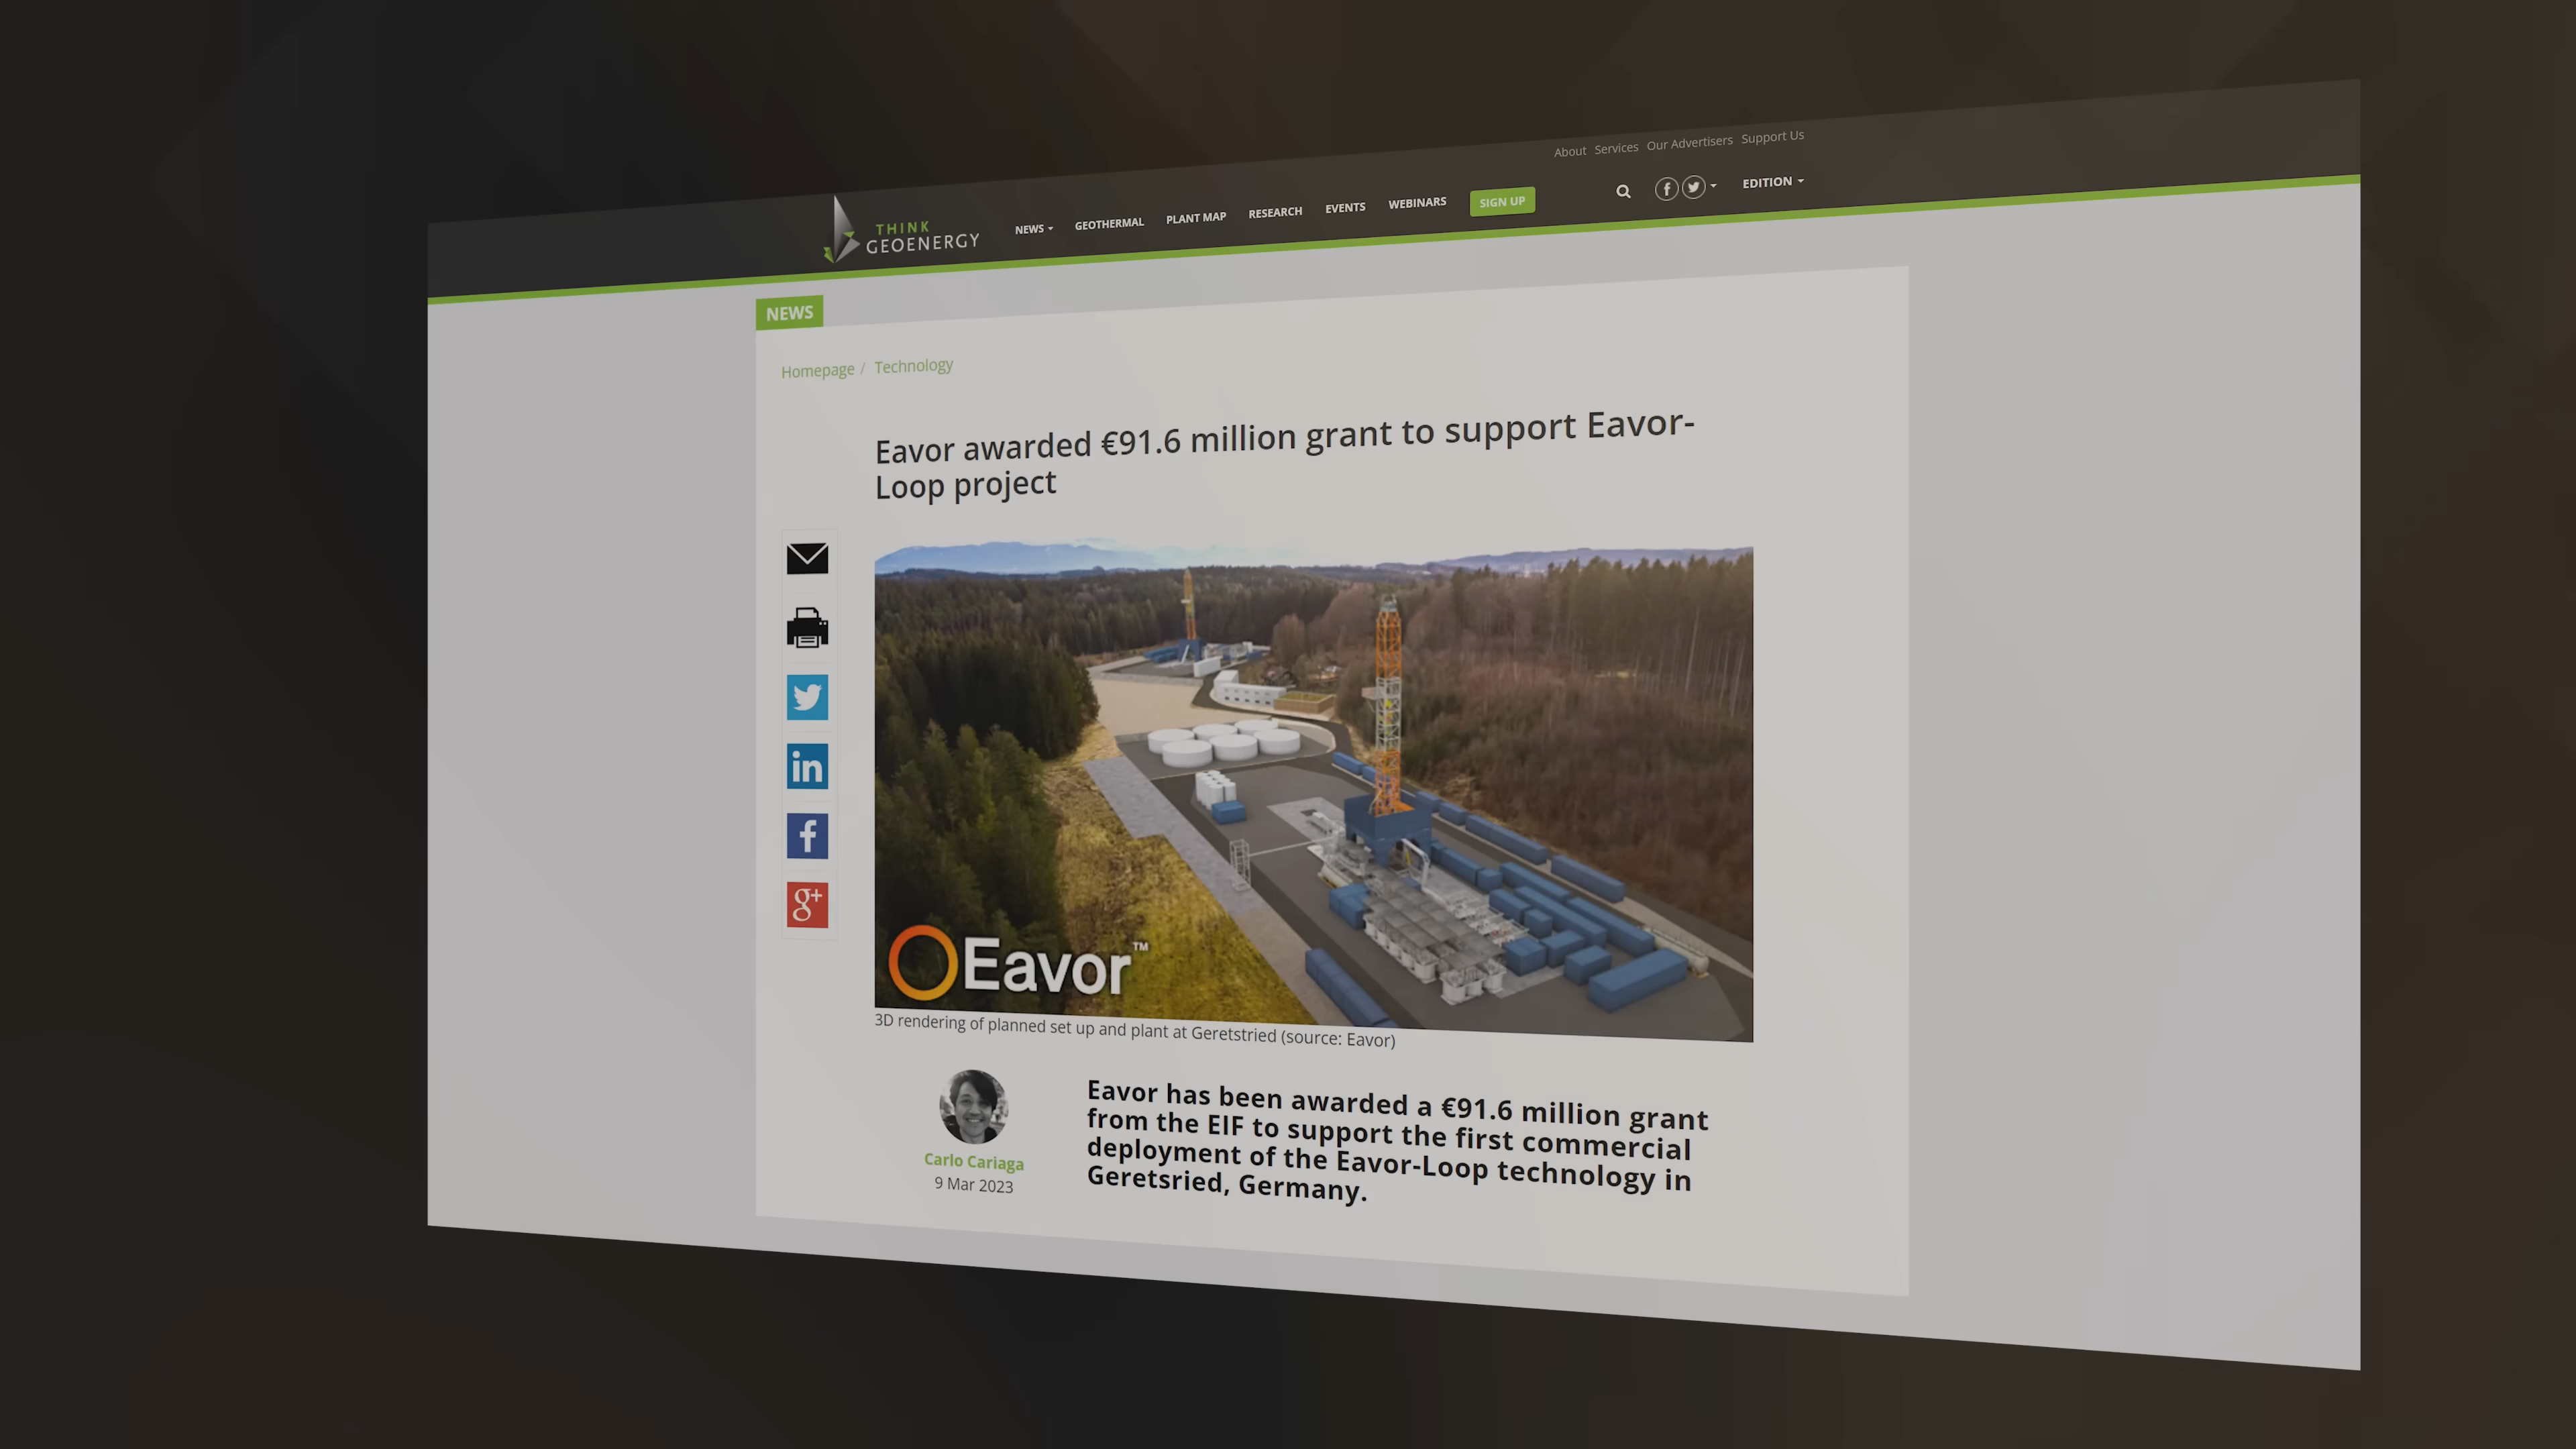 About Services Our Advertisers Support Us
THINK
GEOENERGY
NEWS GEOTHERMAL PLANT MAP RESEARCH EVENTS WEBINARS SIGN UP EDITION
NEWS
Homepage / Technology
Eavor awarded €91.6 million grant to support Eavor-
Loop project
in
f
g+
Eavor™
3D rendering of planned set up and plant at Geretstried (source: Eavor)
Carlo Cariaga
9 Mar 2023
Eavor has been awarded a €91.6 million grant
from the EIF to support the first commercial
deployment of the Eavor-Loop technology in
Geretsried, Germany.